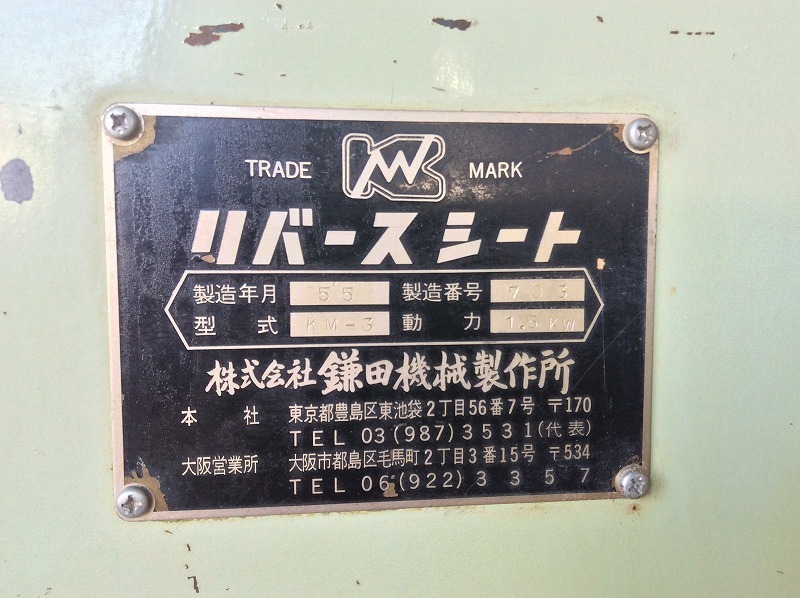 TRADE MARK
リバースシート
製造年月 55 製造番号 703
型式 KM-3 動力 1.5KW
株式会社 鎌田機械製作所
本社 東京都豊島区東池袋2丁目56番7号 〒170
TEL 03(987)3531(代表)
大阪営業所 大阪市都島区毛馬町2丁目3番15号 〒534
TEL 06(922)3357